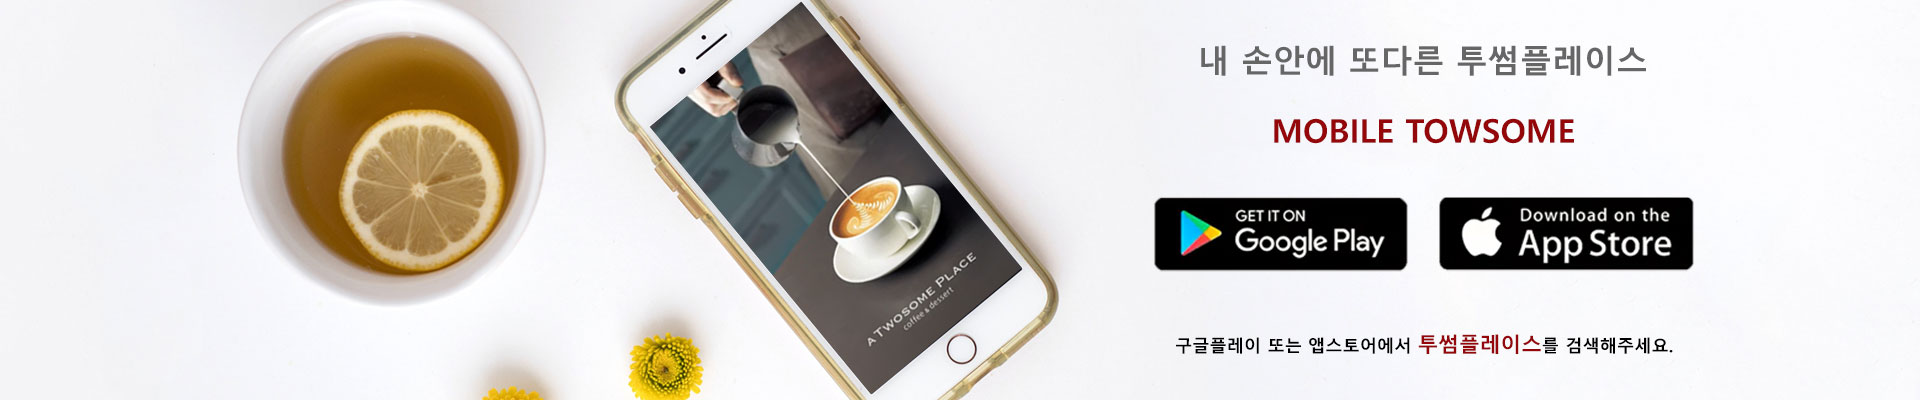 A TWOSOME PLACE
coffee & dessert
내 손안에 또다른 투썸플레이스
MOBILE TOWSOME
GET IT ON
Google Play
Download on the
App Store
구글플레이 또는 앱스토어에서 투썸플레이스를 검색해주세요.